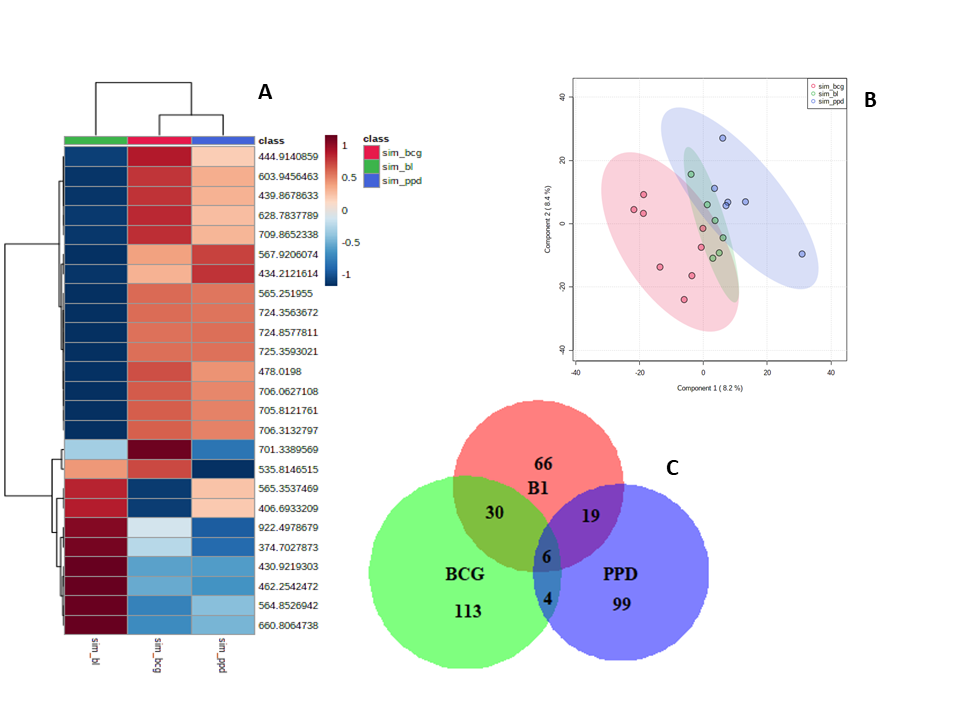 A
class
444.9140859
603.9456463
439.8678633
628.7837789
709.8652338
567.9206074
434.2121614
565.251955
724.3563672
724.8577811
725.3593021
478.0198
706.0627108
705.8121761
706.3132797
701.3389569
535.8146515
565.3537469
406.6933209
922.4978679
374.7027873
430.9219303
462.2542472
564.8526942
660.8064738
sim_bl
sim_bcg
sim_ppd
1
0.5
0
-0.5
-1
class
sim_bcg
sim_bl
sim_ppd
B
sim_bcg
sim_bl
sim_ppd
Component 2 ( 8.4 %)
40
20
0
-20
-40
-40
-20
0
20
40
Component 1 ( 8.2 %)
C
66
B1
30
19
6
BCG
PPD
4
99
113